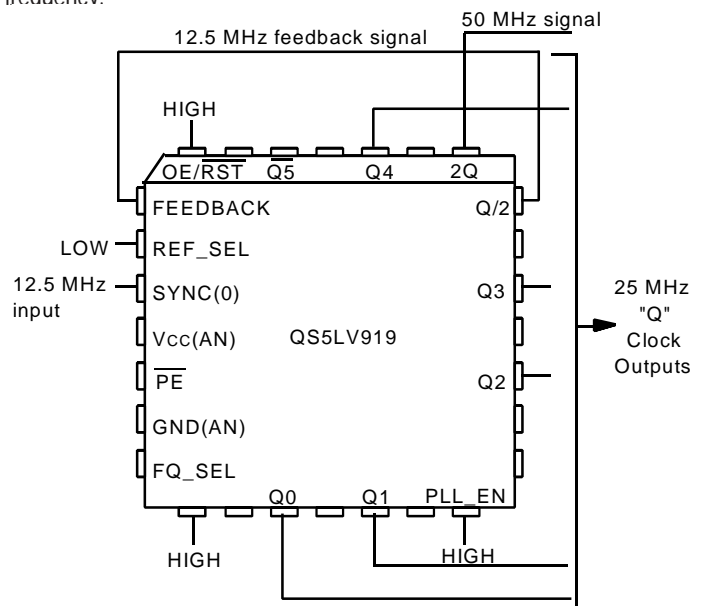 frequency.
50 MHz signal
12.5 MHz feedback signal
HIGH
OE/RST Q5 Q4 2Q
FEEDBACK Q/2
LOW REF_SEL
12.5 MHz input SYNC(0) Q3
VCC(AN) QS5LV919
PE Q2
GND(AN)
FQ_SEL
Q0 Q1 PLL_EN
HIGH HIGH
25 MHz
"Q"
Clock
Outputs